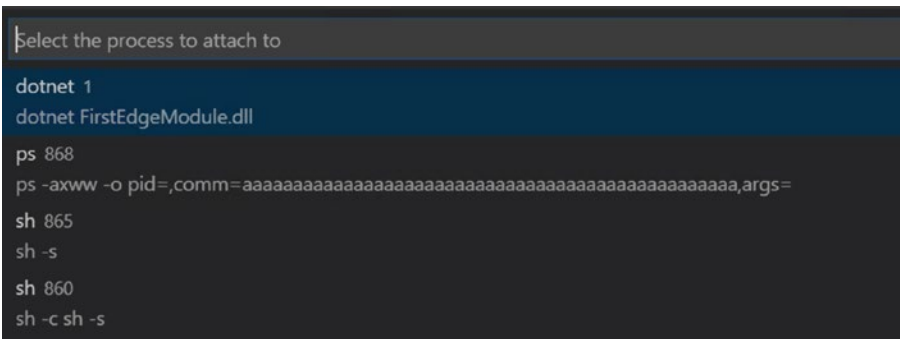 Select the process to attach to
dotnet 1
dotnet FirstEdgeModule.dll
ps 868
ps -axww -o pid=,comm=aaaaaaaaaaaaaaaaaaaaaaaaaaaaaaaaaaaaaaaaaaaaaaaaaa,args=
sh 865
sh -s
sh 860
sh -c sh -s